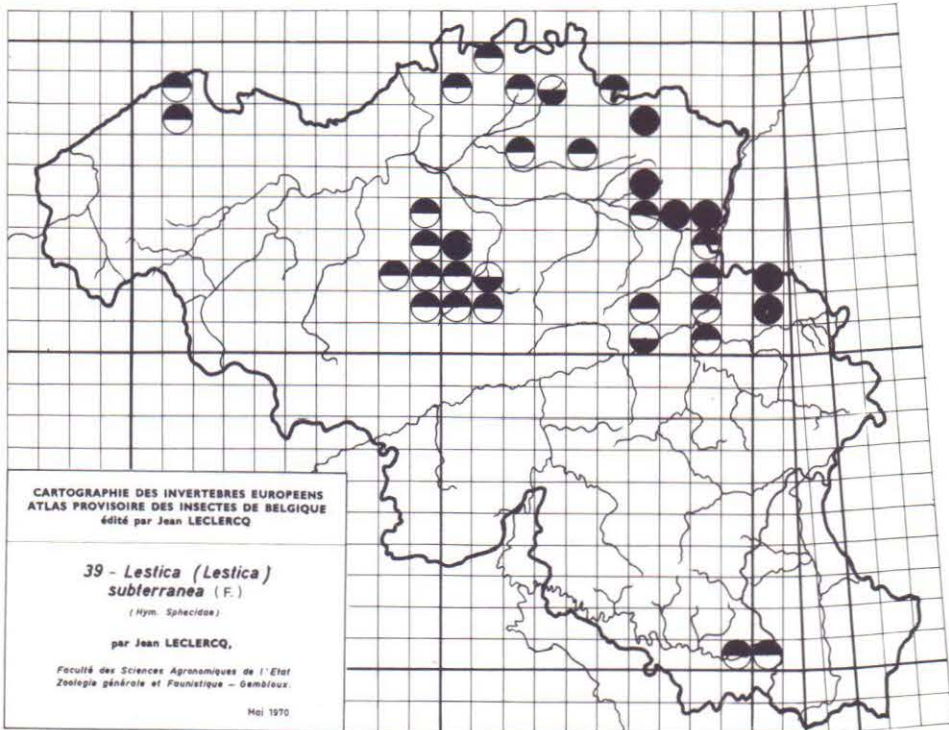 CARTOGRAPHIE DES INVERTEBRES EUROPEENS
ATLAS PROVISOIRE DES INSECTES DE BELGIQUE
édité par Jean LECLERCQ
39 - Lestica (Lestica)
subterranea (F.)
(Hym. Sphecidae)
par Jean LECLERCQ,
Faculté des Sciences Agronomiques de l'Etat
Zoologie générale et Faunistique – Gembloux.
Mai 1970